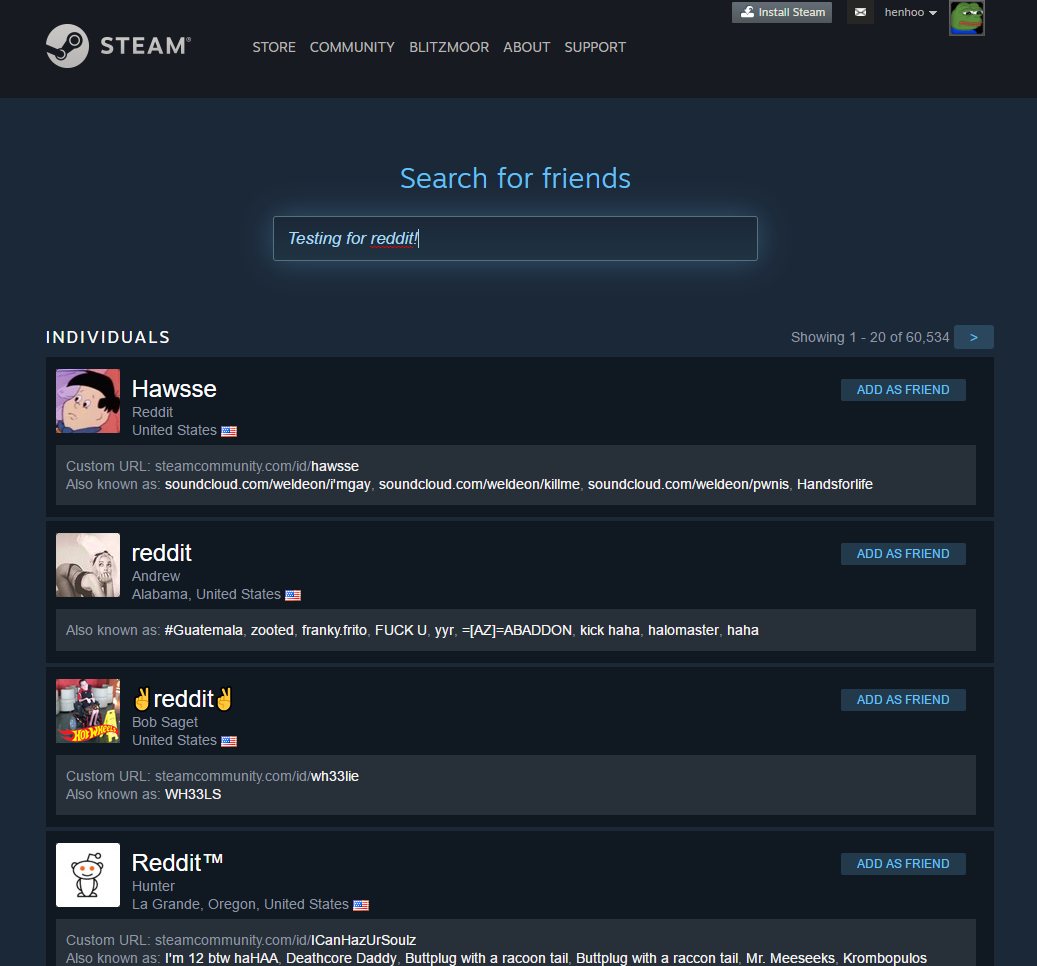 Install Steam
henhoo
STEAM®
STORE COMMUNITY BLITZMOOR ABOUT SUPPORT
Search for friends
Testing for reddit!
INDIVIDUALS
Showing 1 - 20 of 60,534 >
Hawsse
ADD AS FRIEND
Reddit
United States
Custom URL: steamcommunity.com/id/hawsse
Also known as: soundcloud.com/weldeon/i'mgay, soundcloud.com/weldeon/killme, soundcloud.com/weldeon/pwnis, Handsforlife
reddit
ADD AS FRIEND
Andrew
Alabama, United States
Also known as: #Guatemala, zooted, franky.frito, FUCK U, yyr, =[AZ]=ABADDON, kick haha, halomaster, haha
✌reddit✌
ADD AS FRIEND
Bob Saget
United States
HOT WHEELS
Custom URL: steamcommunity.com/id/wh33lie
Also known as: WH33LS
Reddit™
ADD AS FRIEND
Hunter
La Grande, Oregon, United States
Custom URL: steamcommunity.com/id/ICanHazUrSoulz
Also known as: I'm 12 btw haHAA, Deathcore Daddy, Buttplug with a racoon tail, Buttplug with a raccon tail, Mr. Meeseeks, Krombopulos